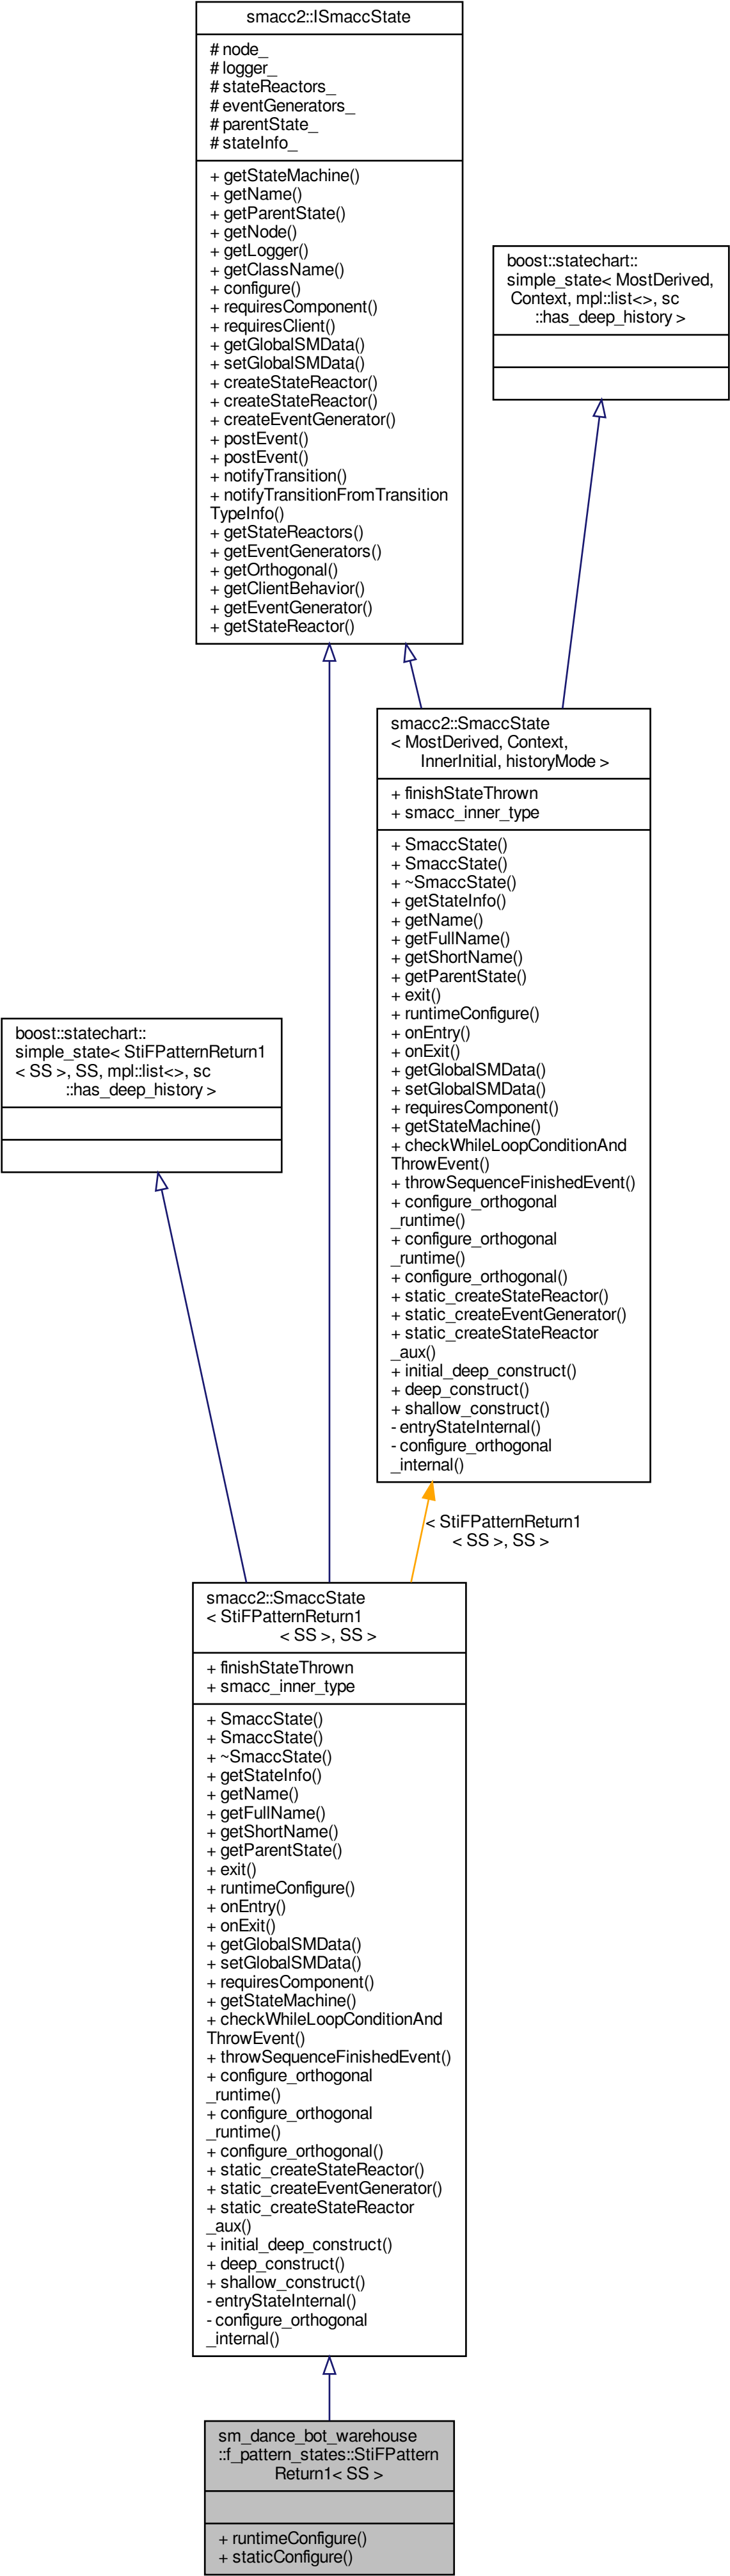 smacc2::ISmaccState
# node_
# logger_
# stateReactors_
# eventGenerators_
# parentState_
# stateInfo_
+ getStateMachine()
+ getName()
+ getParentState()
+ getNode()
+ getLogger()
+ getClassName()
+ configure()
+ requiresComponent()
+ requiresClient()
+ getGlobalSMData()
+ setGlobalSMData()
+ createStateReactor()
+ createStateReactor()
+ createEventGenerator()
+ postEvent()
+ postEvent()
+ notifyTransition()
+ notifyTransitionFromTransition
TypeInfo()
+ getStateReactors()
+ getEventGenerators()
+ getOrthogonal()
+ getClientBehavior()
+ getEventGenerator()
+ getStateReactor()
boost::statechart::
simple_state< MostDerived,
Context, mpl::list<>, sc
::has_deep_history >
smacc2::SmaccState
< MostDerived, Context,
InnerInitial, historyMode >
+ finishStateThrown
+ smacc_inner_type
+ SmaccState()
+ SmaccState()
+ ~SmaccState()
+ getStateInfo()
+ getName()
+ getFullName()
+ getShortName()
+ getParentState()
+ exit()
+ runtimeConfigure()
+ onEntry()
+ onExit()
+ getGlobalSMData()
+ setGlobalSMData()
+ requiresComponent()
+ getStateMachine()
+ checkWhileLoopConditionAnd
ThrowEvent()
+ throwSequenceFinishedEvent()
+ configure_orthogonal
_runtime()
+ configure_orthogonal
_runtime()
+ configure_orthogonal()
+ static_createStateReactor()
+ static_createEventGenerator()
+ static_createStateReactor
_aux()
+ initial_deep_construct()
+ deep_construct()
+ shallow_construct()
- entryStateInternal()
- configure_orthogonal
_internal()
boost::statechart::
simple_state< StiFPatternReturn1
< SS >, SS, mpl::list<>, sc
::has_deep_history >
< StiFPatternReturn1
< SS >, SS >
smacc2::SmaccState
< StiFPatternReturn1
< SS >, SS >
+ finishStateThrown
+ smacc_inner_type
+ SmaccState()
+ SmaccState()
+ ~SmaccState()
+ getStateInfo()
+ getName()
+ getFullName()
+ getShortName()
+ getParentState()
+ exit()
+ runtimeConfigure()
+ onEntry()
+ onExit()
+ getGlobalSMData()
+ setGlobalSMData()
+ requiresComponent()
+ getStateMachine()
+ checkWhileLoopConditionAnd
ThrowEvent()
+ throwSequenceFinishedEvent()
+ configure_orthogonal
_runtime()
+ configure_orthogonal
_runtime()
+ configure_orthogonal()
+ static_createStateReactor()
+ static_createEventGenerator()
+ static_createStateReactor
_aux()
+ initial_deep_construct()
+ deep_construct()
+ shallow_construct()
- entryStateInternal()
- configure_orthogonal
_internal()
sm_dance_bot_warehouse
::f_pattern_states::StiFPattern
Return1< SS >
+ runtimeConfigure()
+ staticConfigure()